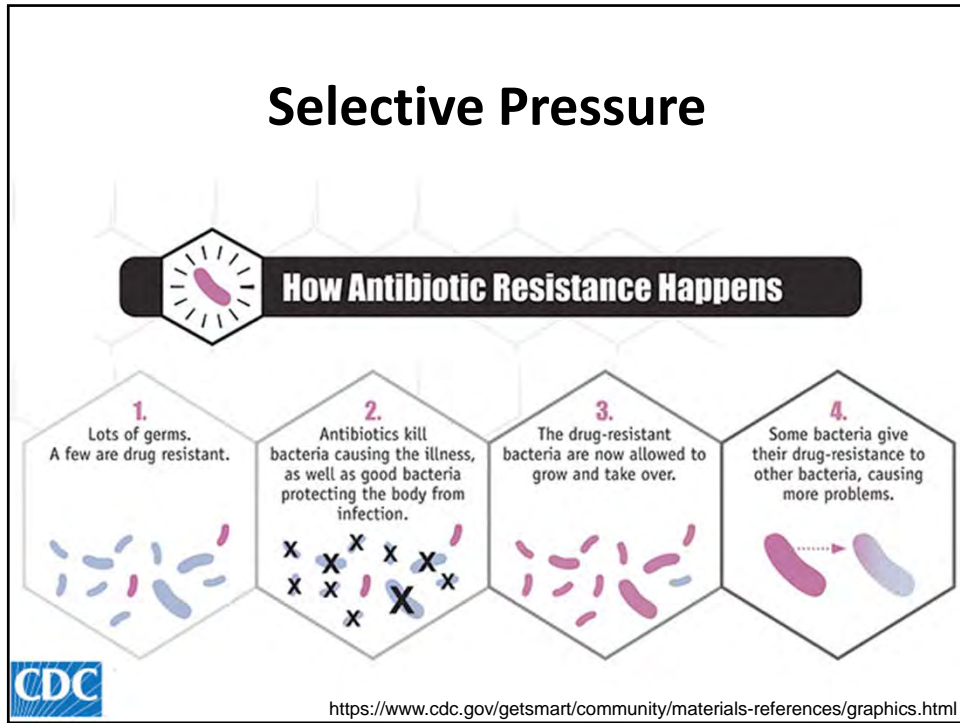 Selective Pressure
How Antibiotic Resistance Happens
1.
Lots of germs.
A few are drug resistant.
2.
Antibiotics kill
bacteria causing the illness,
as well as good bacteria
protecting the body from
infection.
X X X X X X X X X X X
3.
The drug-resistant
bacteria are now allowed to
grow and take over.
4.
Some bacteria give
their drug-resistance to
other bacteria, causing
more problems.
CDC
https://www.cdc.gov/getsmart/community/materials-references/graphics.html